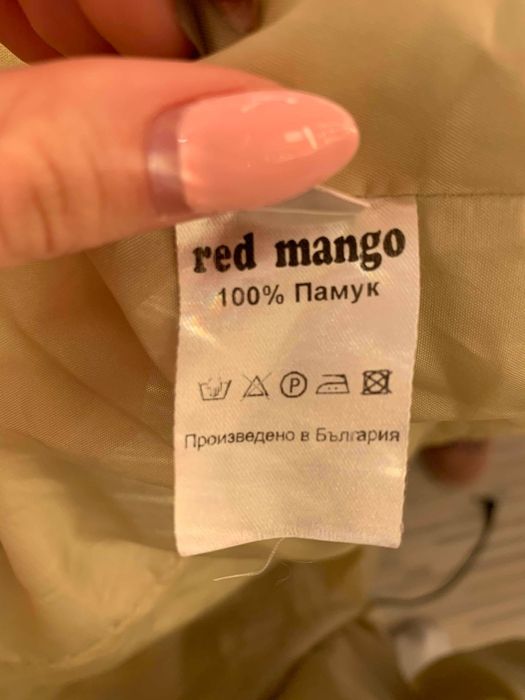 red mango
100% Памук
P
Произведено в България